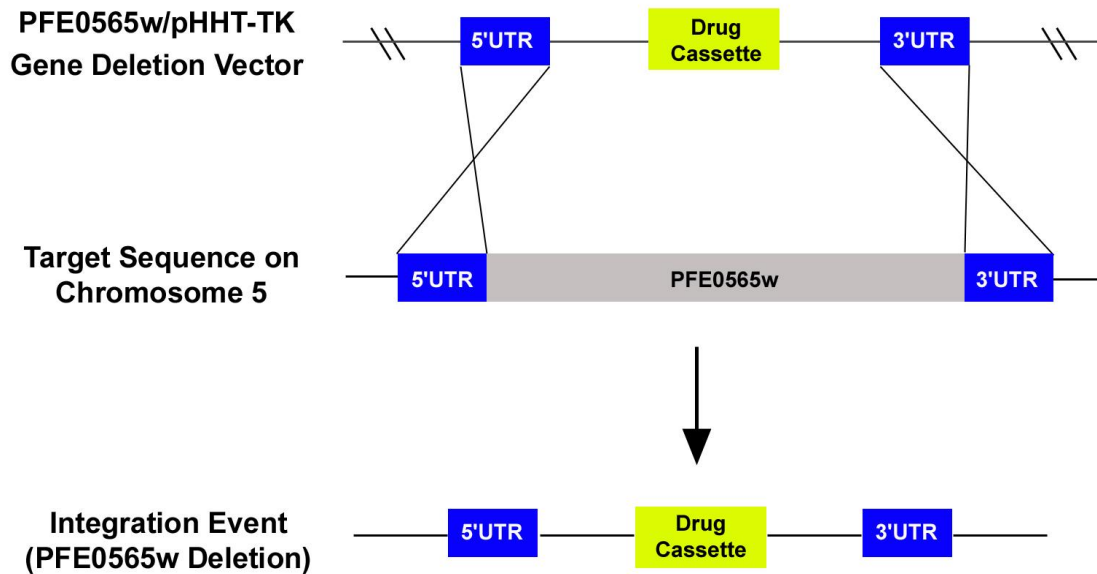 PFE0565w/pHHT-TK
Gene Deletion Vector
5'UTR
Drug
Cassette
3'UTR
Target Sequence on
Chromosome 5
5'UTR
PFE0565w
3'UTR
Integration Event
(PFE0565w Deletion)
5'UTR
Drug
Cassette
3'UTR